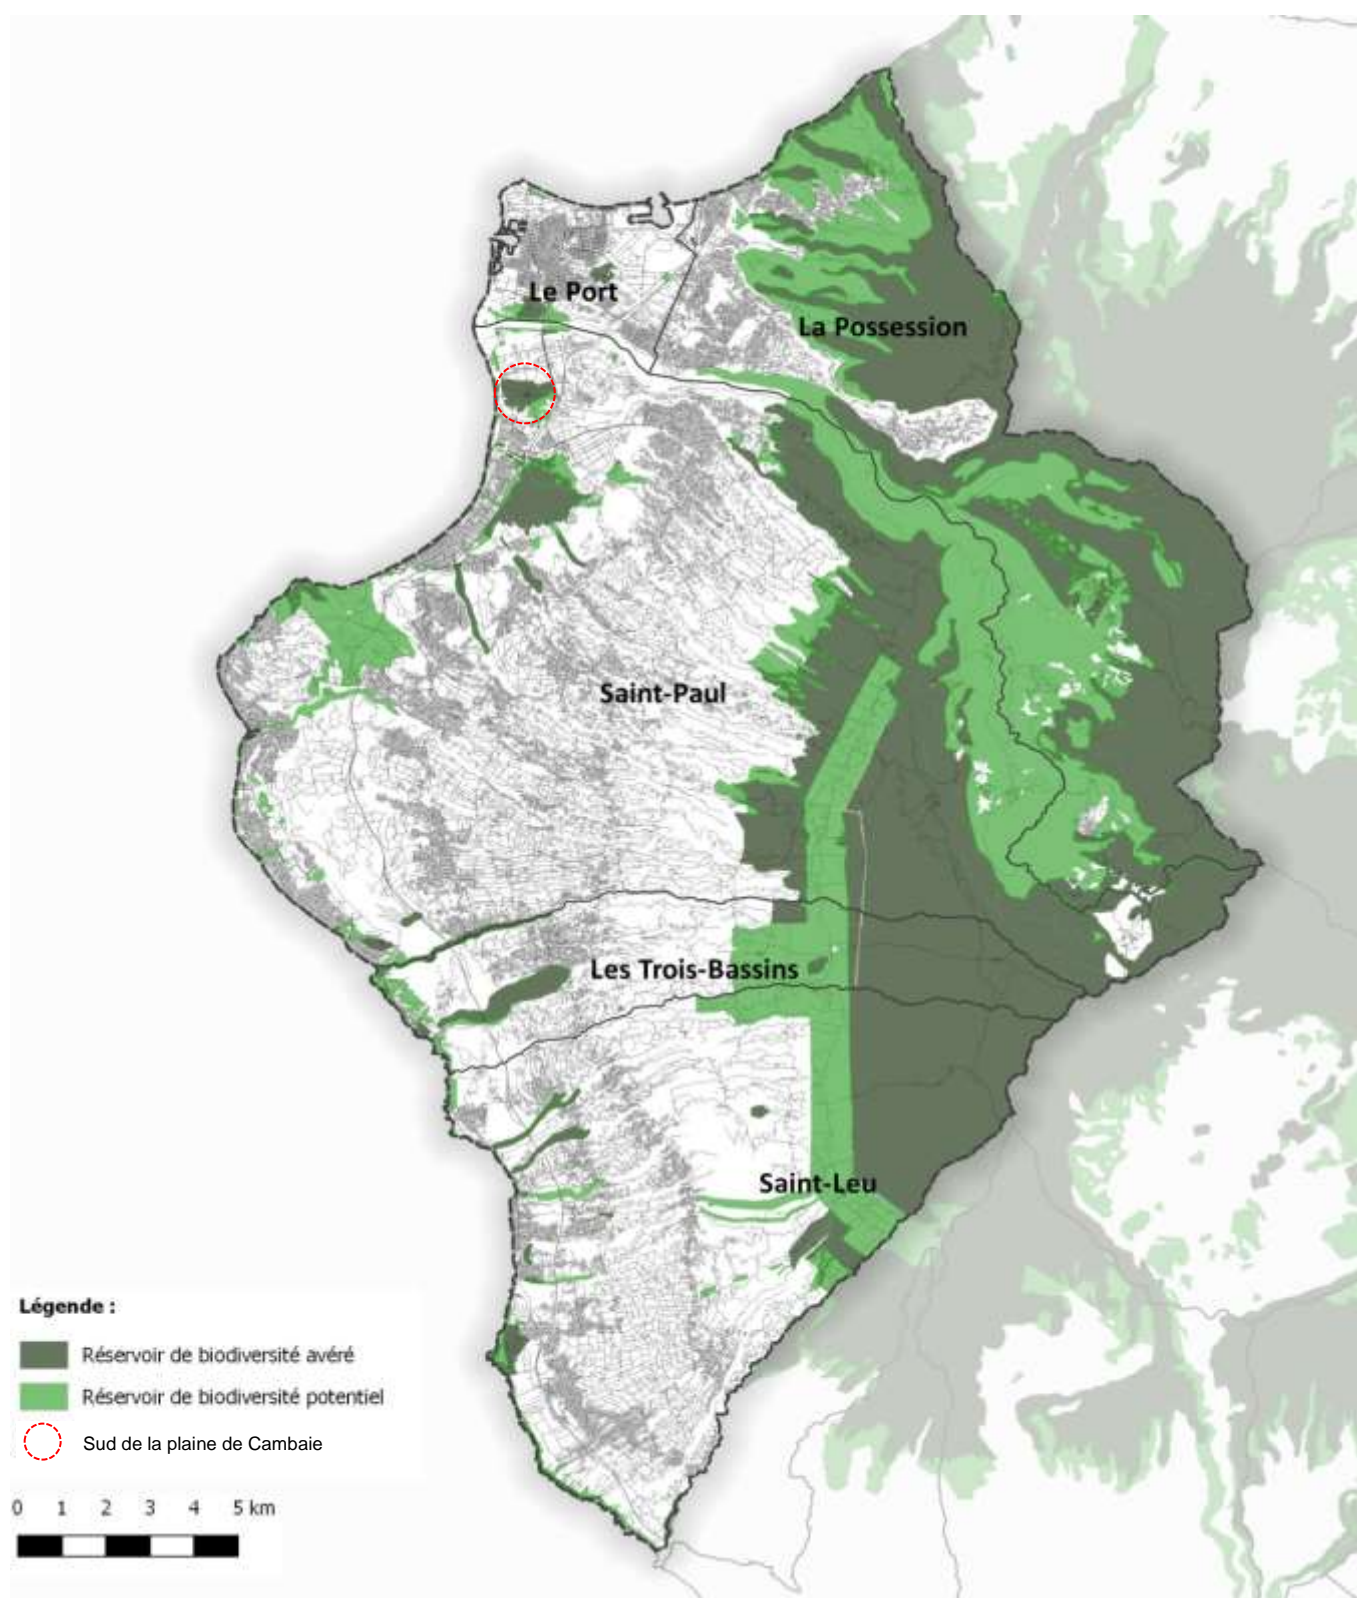 Le Port
La Possession
Saint-Paul
Les Trois-Bassins
Saint-Leu
Légende :
Réservoir de biodiversité avéré
Réservoir de biodiversité potentiel
Sud de la plaine de Cambaie
0 1 2 3 4 5 km